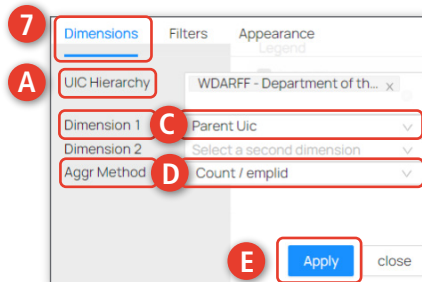 7
Dimensions Filters Appearance
Legend
A UIC Hierarchy WDARFF - Department of th... x
Dimension 1 C Parent Uic
Dimension 2 Select a second dimension
Aggr Method D Count / emplid
E Apply close